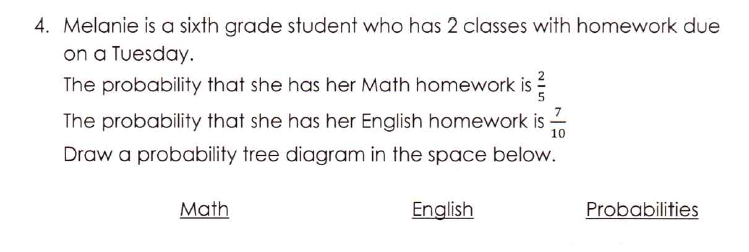 4. Melanie is a sixth grade student who has 2 classes with homework due
on a Tuesday.
The probability that she has her Math homework is 2/5
The probability that she has her English homework is 7/10
Draw a probability tree diagram in the space below.
Math English Probabilities